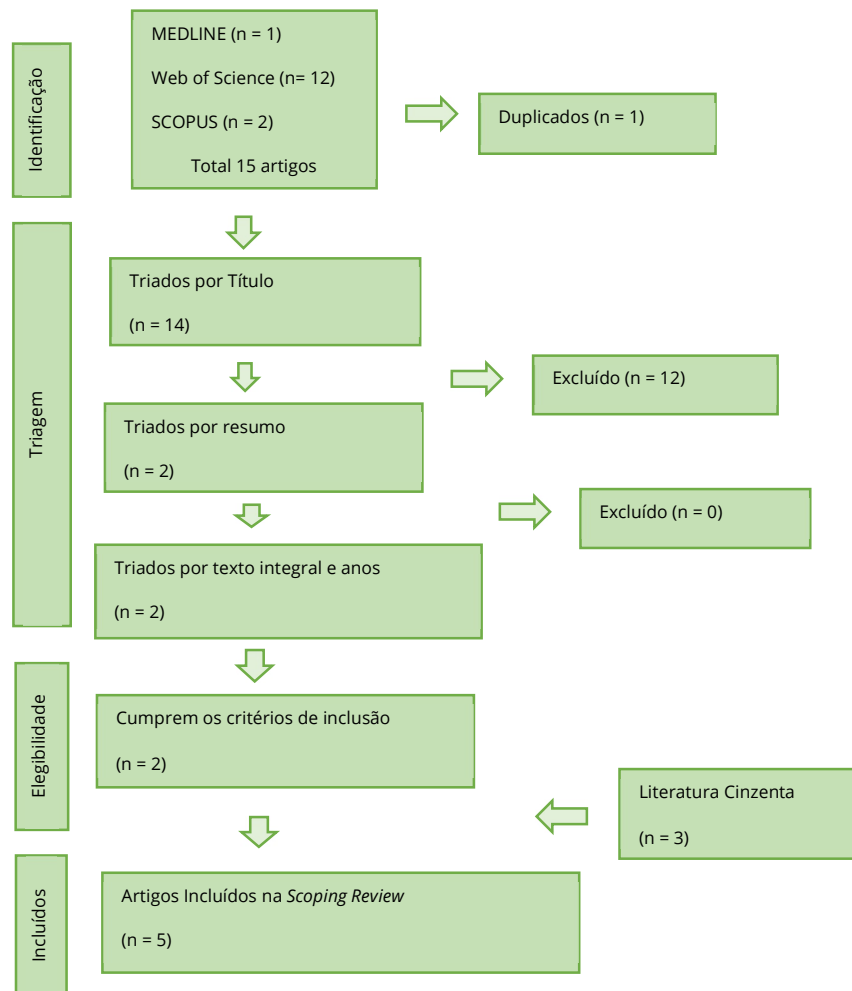 Identificação
MEDLINE (n = 1)
Web of Science (n= 12)
SCOPUS (n = 2)
Total 15 artigos
Duplicados (n = 1)
Triagem
Triados por Título
(n = 14)
Excluído (n = 12)
Triados por resumo
(n = 2)
Excluído (n = 0)
Triados por texto integral e anos
(n = 2)
Elegibilidade
Cumprem os critérios de inclusão
(n = 2)
Literatura Cinzenta
(n = 3)
Incluídos
Artigos Incluídos na Scoping Review
(n = 5)